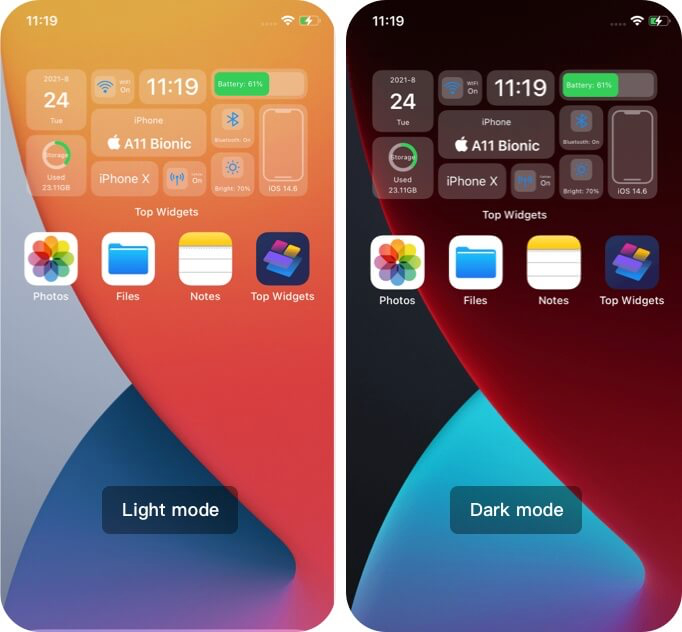 11:19
2021-8
24
Tue
WIFI
On
11:19
Battery: 61%
iPhone
A11 Bionic
Bluetooth: On
Storage
Used
23.11GB
iPhone X
On
Bright: 70%
iOS 14.6
Top Widgets
Photos
Files
Notes
Top Widgets
Light mode
11:19
2021-8
24
Tue
WIFI
On
11:19
Battery: 61%
iPhone
A11 Bionic
Bluetooth: On
Storage
Used
23.11GB
iPhone X
On
Bright: 70%
iOS 14.6
Top Widgets
Photos
Files
Notes
Top Widgets
Dark mode